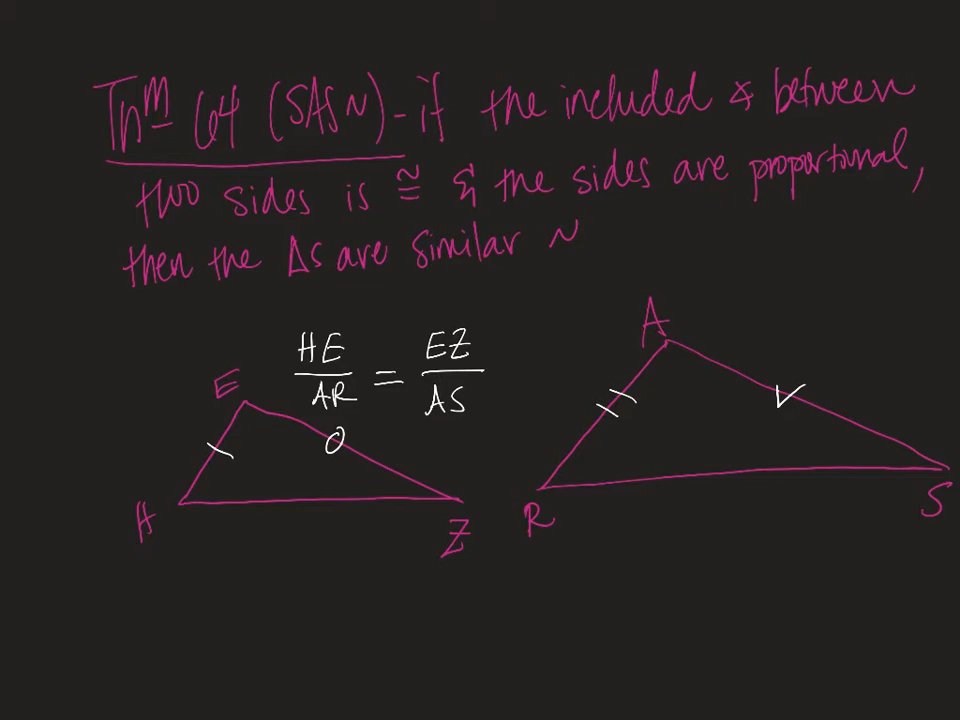 Thm 64 (SAS~) - if the included ∡ between
two sides is ≅ & the sides are proportional,
then the Δs are similar ~
HE/AR = EZ/AS
E
H
Z
A
R
S